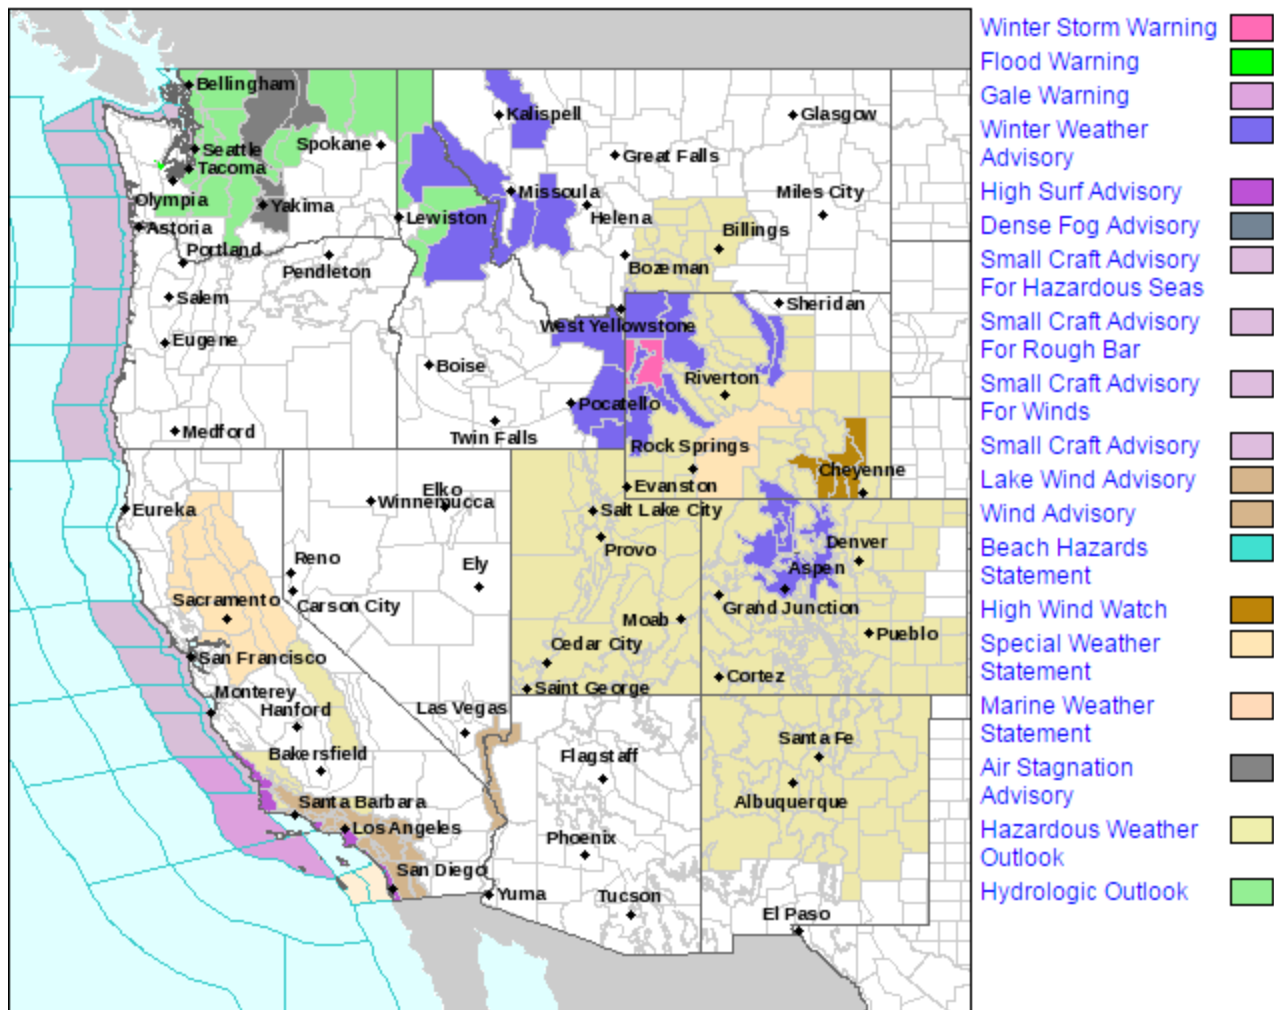 Bellingham
Seattle
Tacoma
Olympia
Astoria
Portland
Spokane
Yakima
Pendleton
Salem
Eugene
Medford
Kalispell
Missoula
Lewiston
Great Falls
Helena
Glasgow
Miles City
Billings
Bozeman
West Yellowstone
Sheridan
Riverton
Boise
Pocatello
Twin Falls
Rock Springs
Cheyenne
Evanston
Eureka
Winnemucca
Elko
Salt Lake City
Provo
Denver
Aspen
Reno
Carson City
Ely
Sacramento
San Francisco
Moab
Grand Junction
Pueblo
Cedar City
Saint George
Cortez
Monterey
Hanford
Bakersfield
Las Vegas
Flagstaff
Santa Fe
Albuquerque
Santa Barbara
Los Angeles
San Diego
Phoenix
Yuma
Tucson
El Paso
Winter Storm Warning
Flood Warning
Gale Warning
Winter Weather
Advisory
High Surf Advisory
Dense Fog Advisory
Small Craft Advisory
For Hazardous Seas
Small Craft Advisory
For Rough Bar
Small Craft Advisory
For Winds
Small Craft Advisory
Lake Wind Advisory
Wind Advisory
Beach Hazards
Statement
High Wind Watch
Special Weather
Statement
Marine Weather
Statement
Air Stagnation
Advisory
Hazardous Weather
Outlook
Hydrologic Outlook